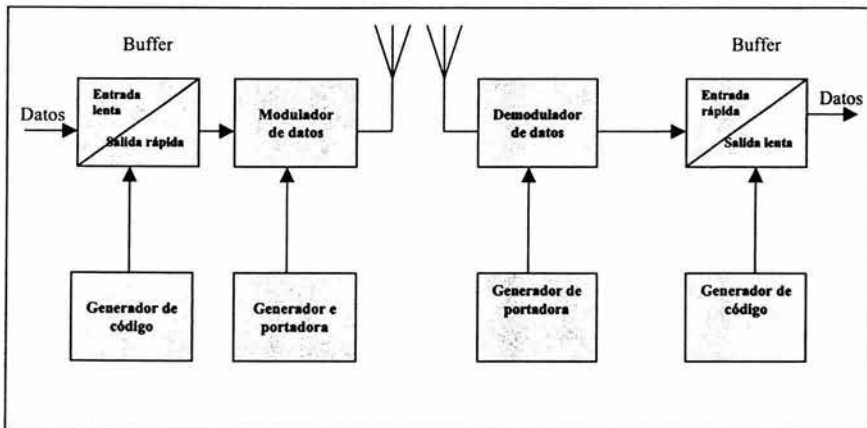 Buffer
Buffer
Datos
Entrada
lenta
Salida rápida
Modulador
de datos
Demodulador
de datos
Entrada
rápida
Salida lenta
Datos
Generador de
código
Generador e
portadora
Generador de
portadora
Generador de
código